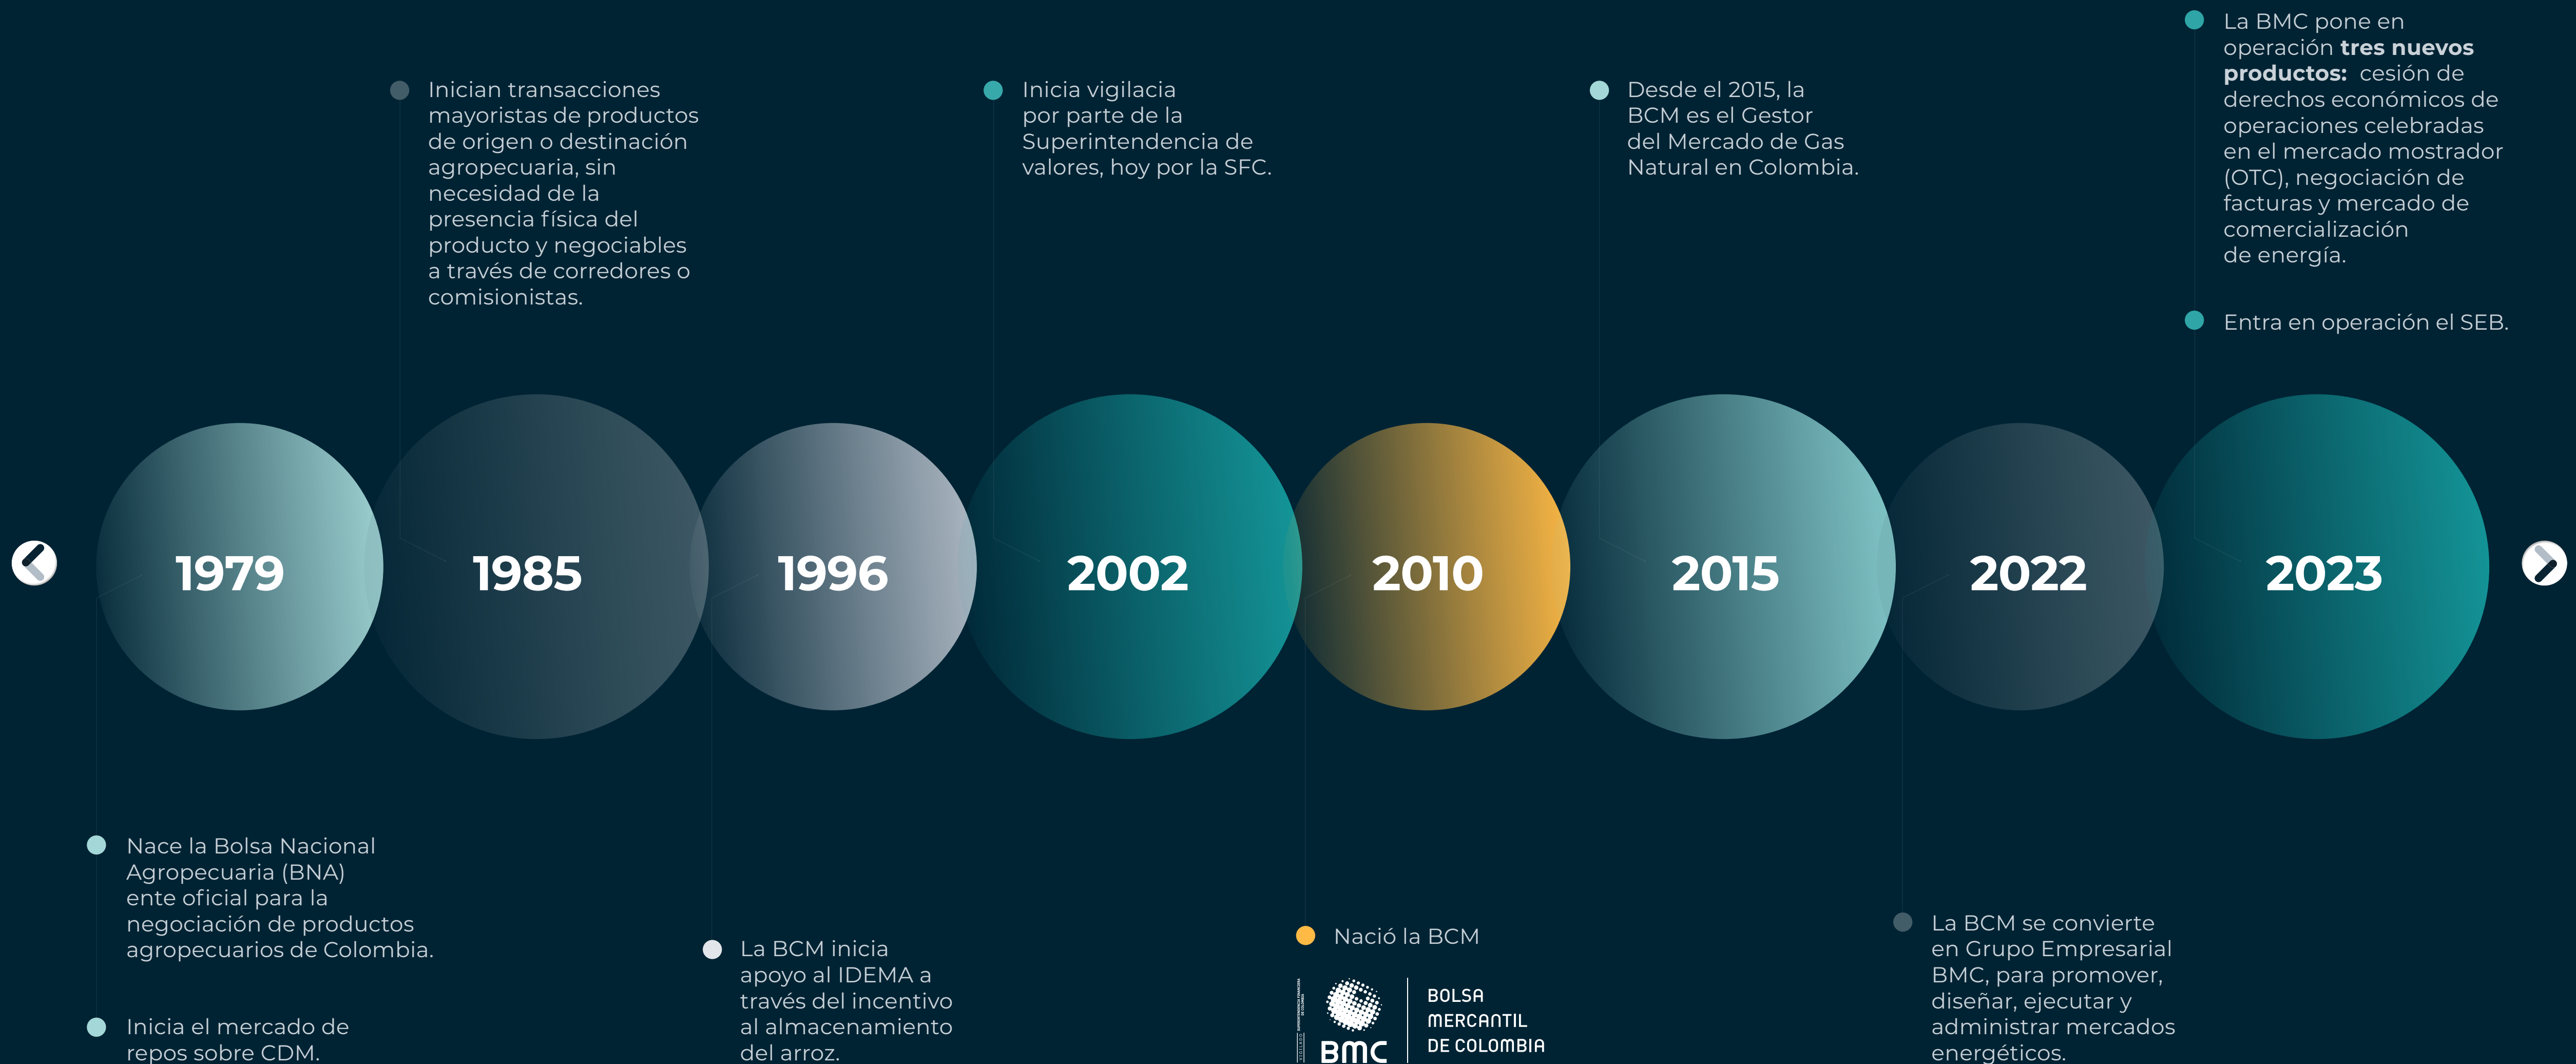 Inician transacciones
mayoristas de productos
de origen o destinación
agropecuaria, sin
necesidad de la
presencia física del
producto y negociables
a través de corredores o
comisionistas.
Inicia vigilacia
por parte de la
Superintendencia de
valores, hoy por la SFC.
Desde el 2015, la
BCM es el Gestor
del Mercado de Gas
Natural en Colombia.
La BMC pone en
operación tres nuevos
productos: cesión de
derechos económicos de
operaciones celebradas
en el mercado mostrador
(OTC), negociación de
facturas y mercado de
comercialización
de energía.
Entra en operación el SEB.
1979
1985
1996
2002
2010
2015
2022
2023
Nace la Bolsa Nacional
Agropecuaria (BNA)
ente oficial para la
negociación de productos
agropecuarios de Colombia.
Inicia el mercado de
repos sobre CDM.
La BCM inicia
apoyo al IDEMA a
través del incentivo
al almacenamiento
del arroz.
Nació la BCM
VIGILADO
SUPERINTENDENCIA FINANCIERA
DE COLOMBIA
BMC
BOLSA
MERCANTIL
DE COLOMBIA
La BCM se convierte
en Grupo Empresarial
BMC, para promover,
diseñar, ejecutar y
administrar mercados
energéticos.